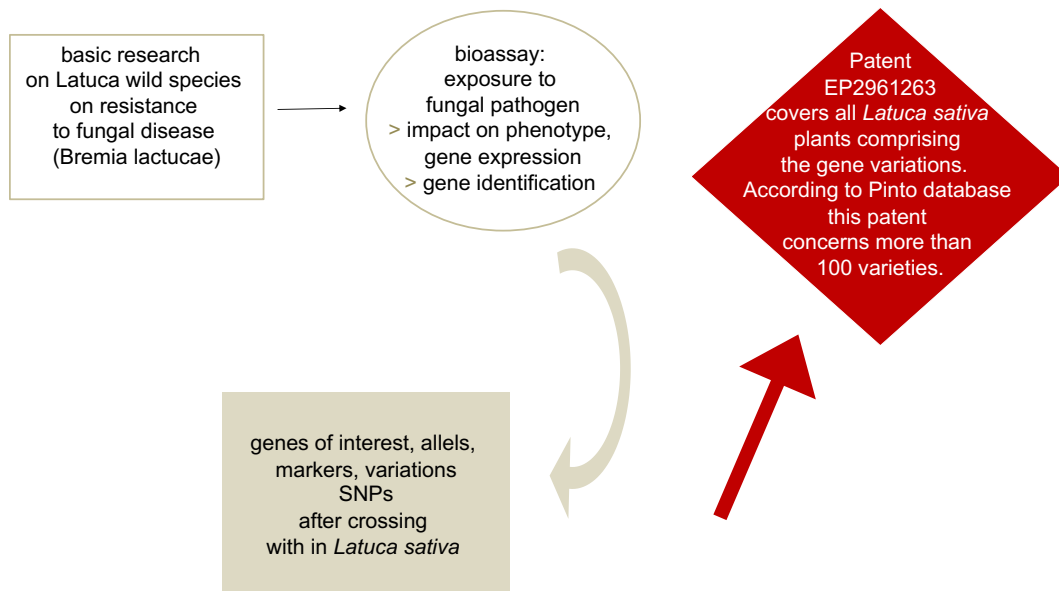 basic research
on Latuca wild species
on resistance
to fungal disease
(Bremia lactucae)
bioassay:
exposure to
fungal pathogen
> impact on phenotype,
gene expression
> gene identification
Patent
EP2961263
covers all Latuca sativa
plants comprising
the gene variations.
According to Pinto database
this patent
concerns more than
100 varieties.
genes of interest, allels,
markers, variations
SNPs
after crossing
with in Latuca sativa